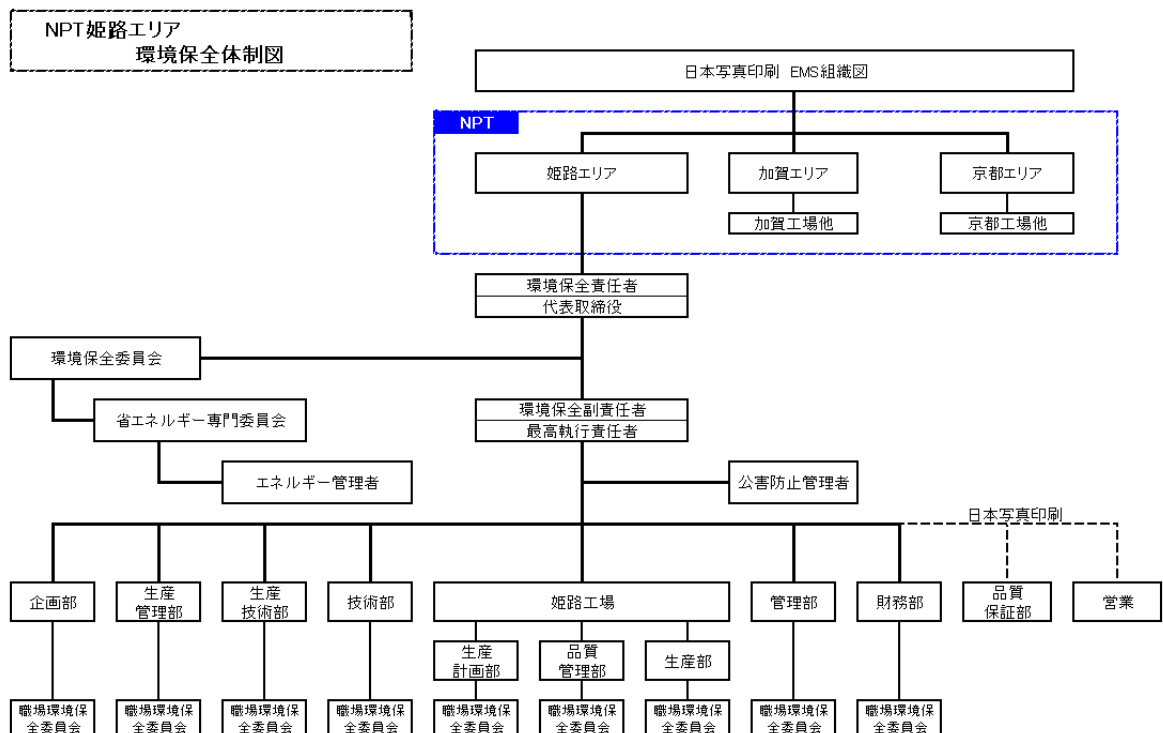 NPT姫路エリア
環境保全体制図
日本写真印刷 EMS組織図
NPT
姫路エリア
加賀エリア
京都エリア
加賀工場他
京都工場他
環境保全責任者
代表取締役
環境保全委員会
省エネルギー専門委員会
環境保全副責任者
最高執行責任者
エネルギー管理者
公害防止管理者
日本写真印刷
企画部
生産
管理部
生産
技術部
技術部
姫路工場
管理部
財務部
品質
保証部
営業
生産
計画部
品質
管理部
生産部
職場環境保
全委員会
職場環境保
全委員会
職場環境保
全委員会
職場環境保
全委員会
職場環境保
全委員会
職場環境保
全委員会
職場環境保
全委員会
職場環境保
全委員会
職場環境保
全委員会